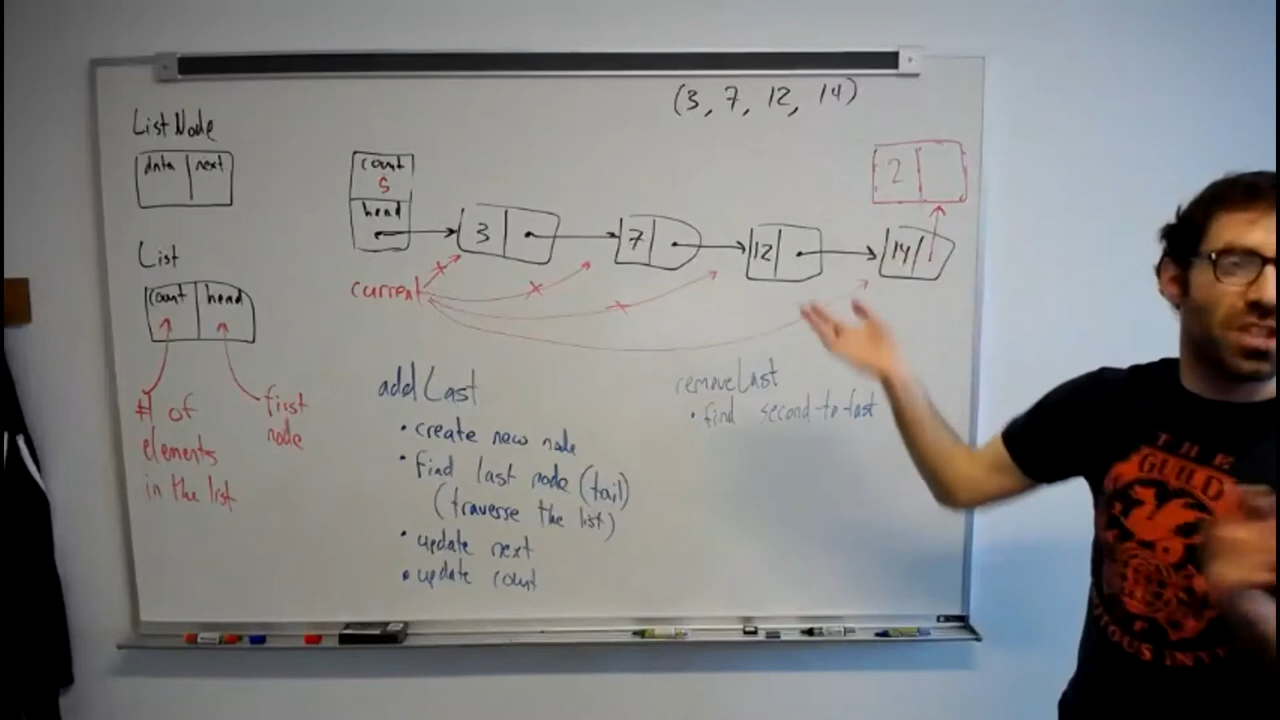 (3, 7, 12, 14)
List Node
data next
count
5
head
2
3
7
12
14
List
count head
current
# of
elements
in the list
first
node
addLast
• create new node
• find last node (tail)
(traverse the list)
• update next
• update count
removeLast
• find second-to-last
THE
GUILD